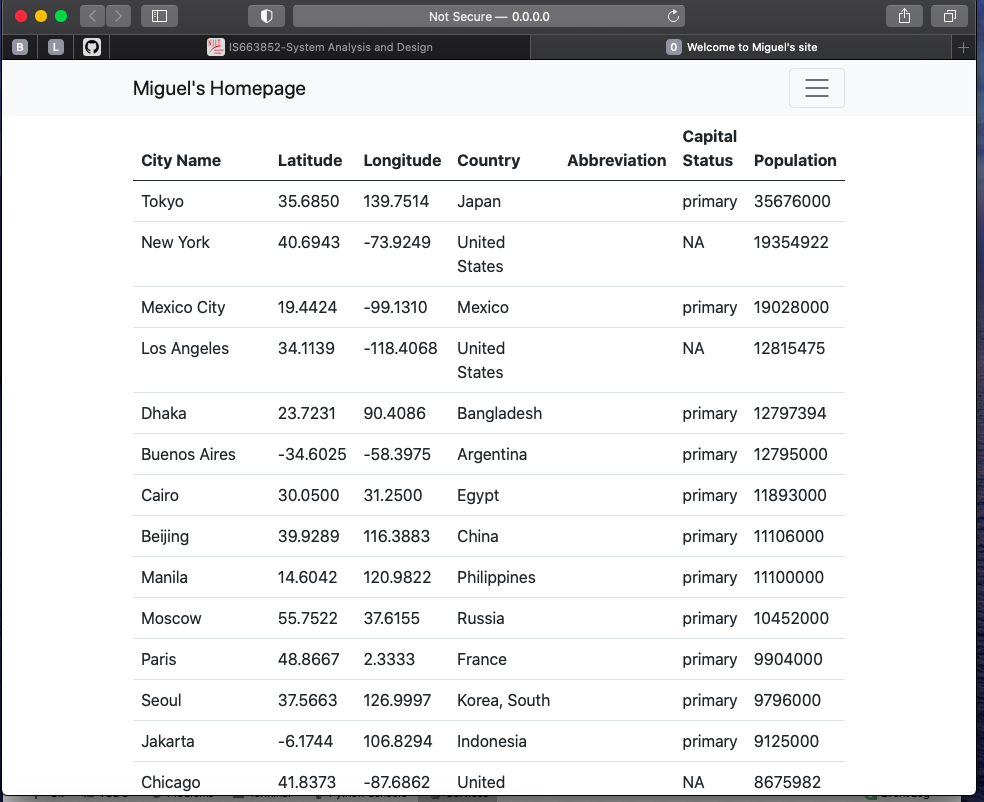 Not Secure — 0.0.0.0
B L IS663852-System Analysis and Design 0 Welcome to Miguel's site
Miguel's Homepage
City Name Latitude Longitude Country Abbreviation Capital Status Population
Tokyo 35.6850 139.7514 Japan primary 35676000
New York 40.6943 -73.9249 United States NA 19354922
Mexico City 19.4424 -99.1310 Mexico primary 19028000
Los Angeles 34.1139 -118.4068 United States NA 12815475
Dhaka 23.7231 90.4086 Bangladesh primary 12797394
Buenos Aires -34.6025 -58.3975 Argentina primary 12795000
Cairo 30.0500 31.2500 Egypt primary 11893000
Beijing 39.9289 116.3883 China primary 11106000
Manila 14.6042 120.9822 Philippines primary 11100000
Moscow 55.7522 37.6155 Russia primary 10452000
Paris 48.8667 2.3333 France primary 9904000
Seoul 37.5663 126.9997 Korea, South primary 9796000
Jakarta -6.1744 106.8294 Indonesia primary 9125000
Chicago 41.8373 -87.6862 United NA 8675982